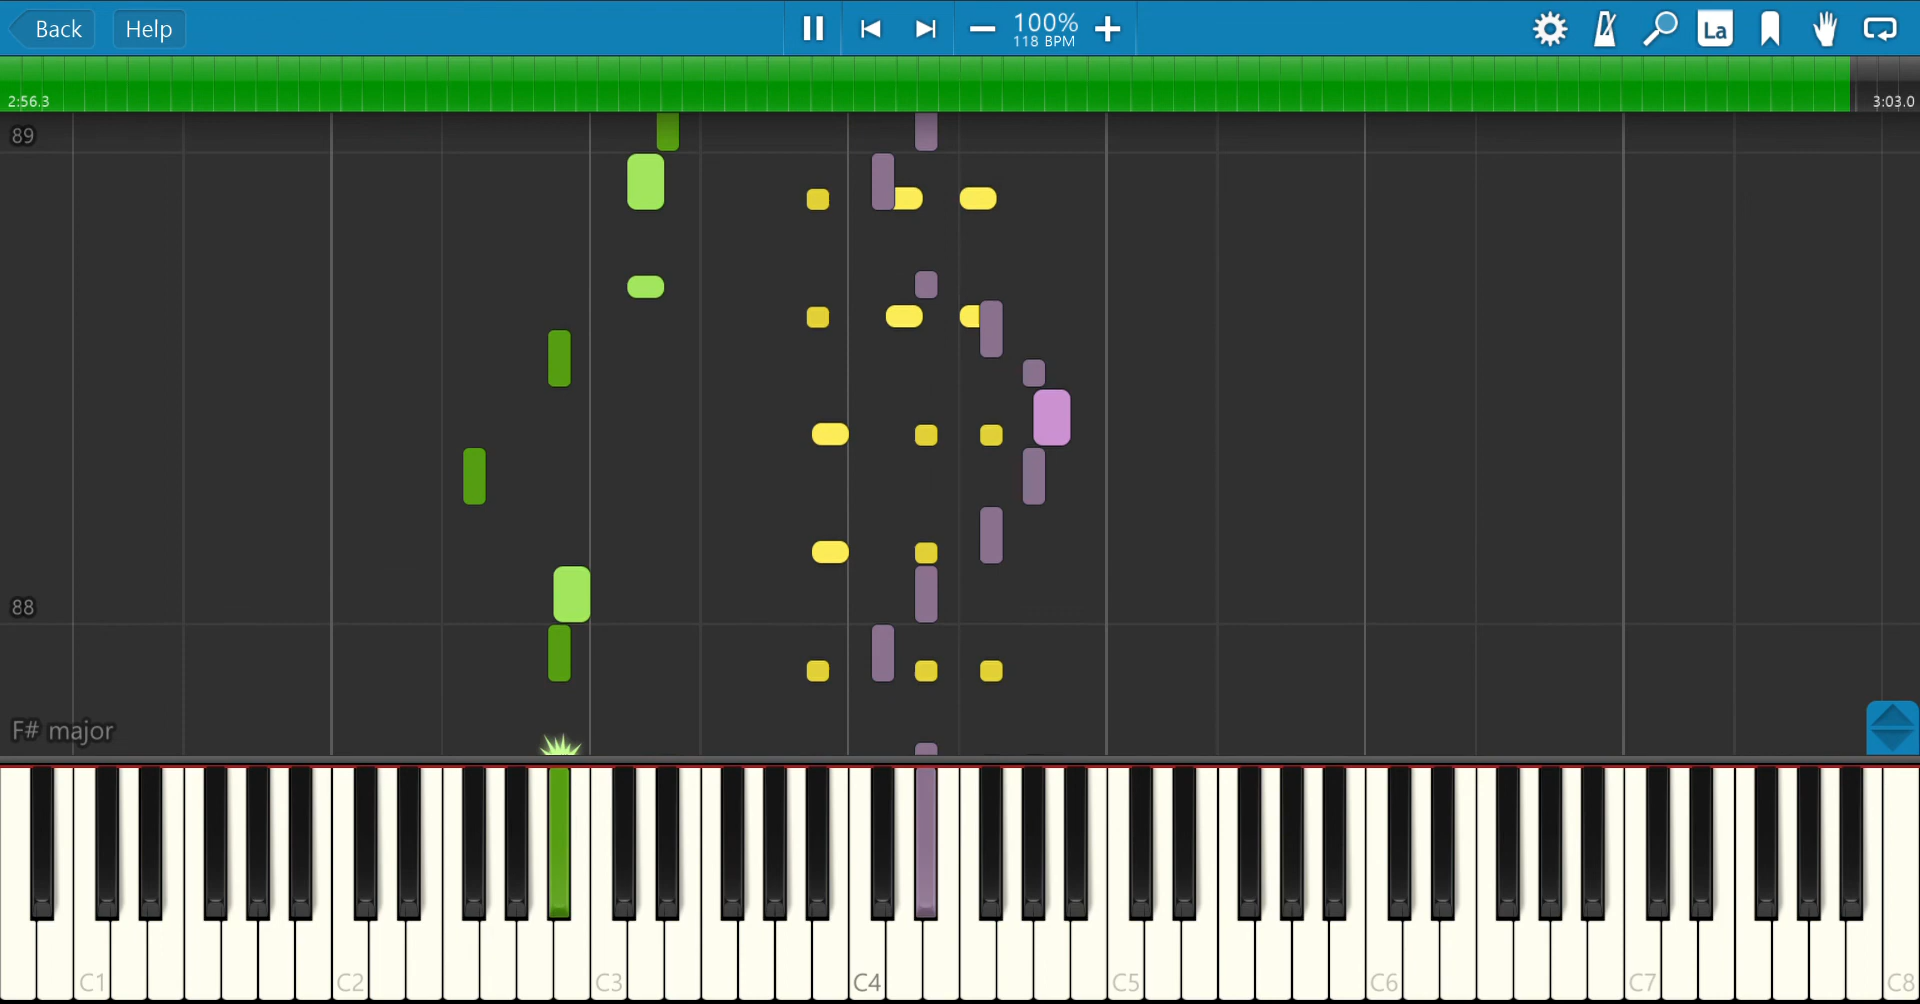 Back
Help
100%
118 BPM
La
2:56.3
3:03.0
89
88
F# major
C1
C2
C3
C4
C5
C6
C7
C8